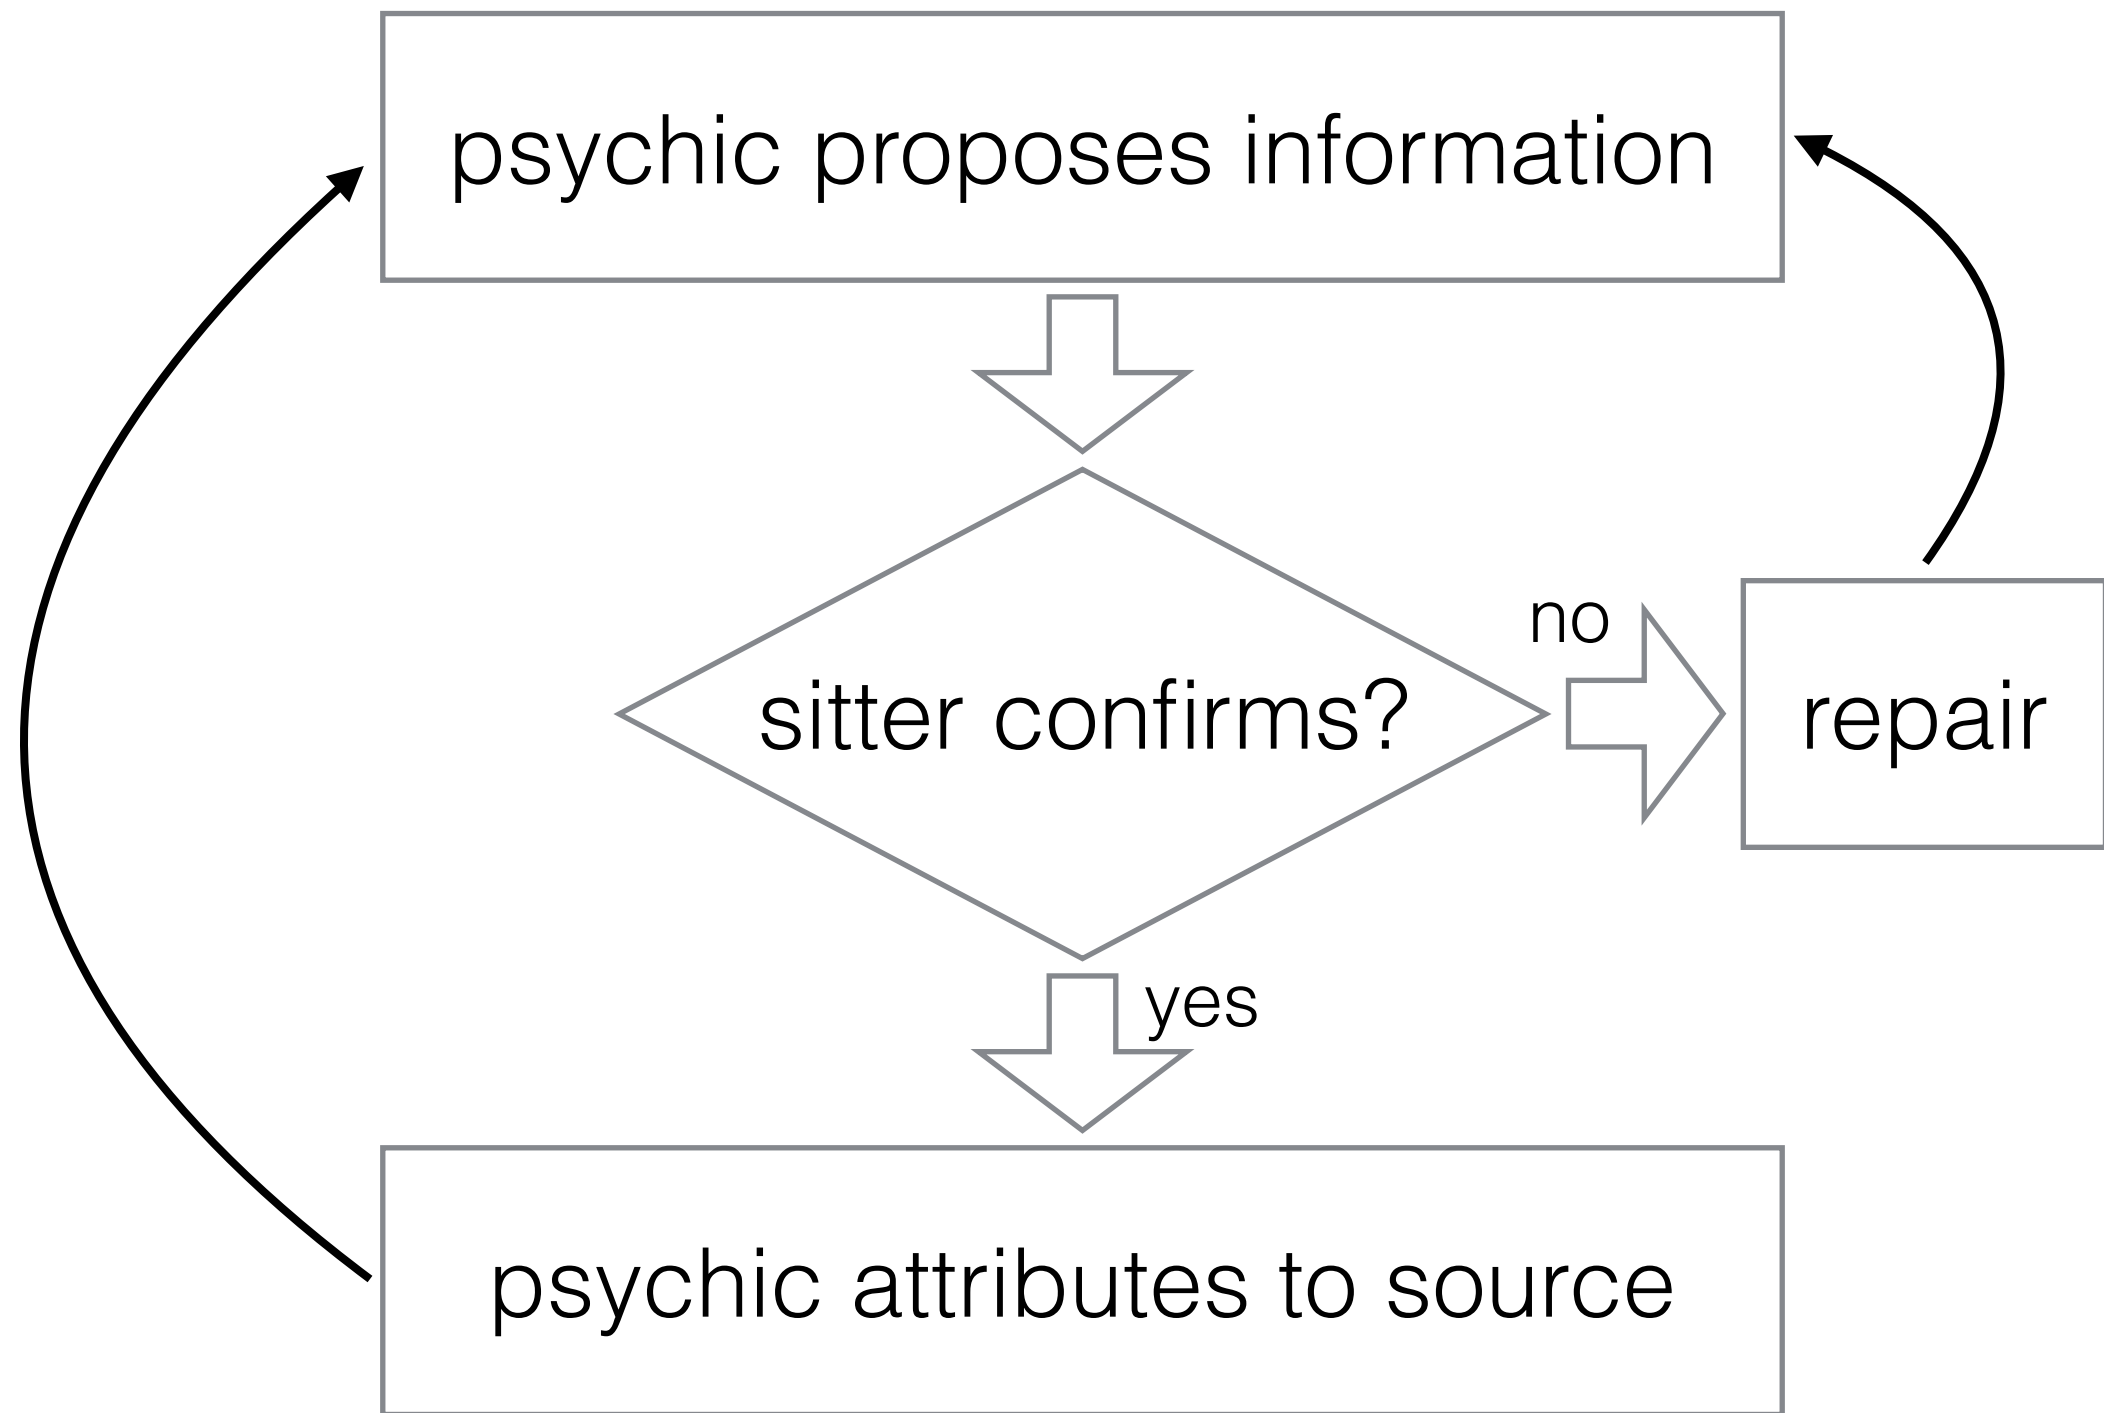 psychic proposes information
no
sitter confirms?
repair
yes
psychic attributes to source